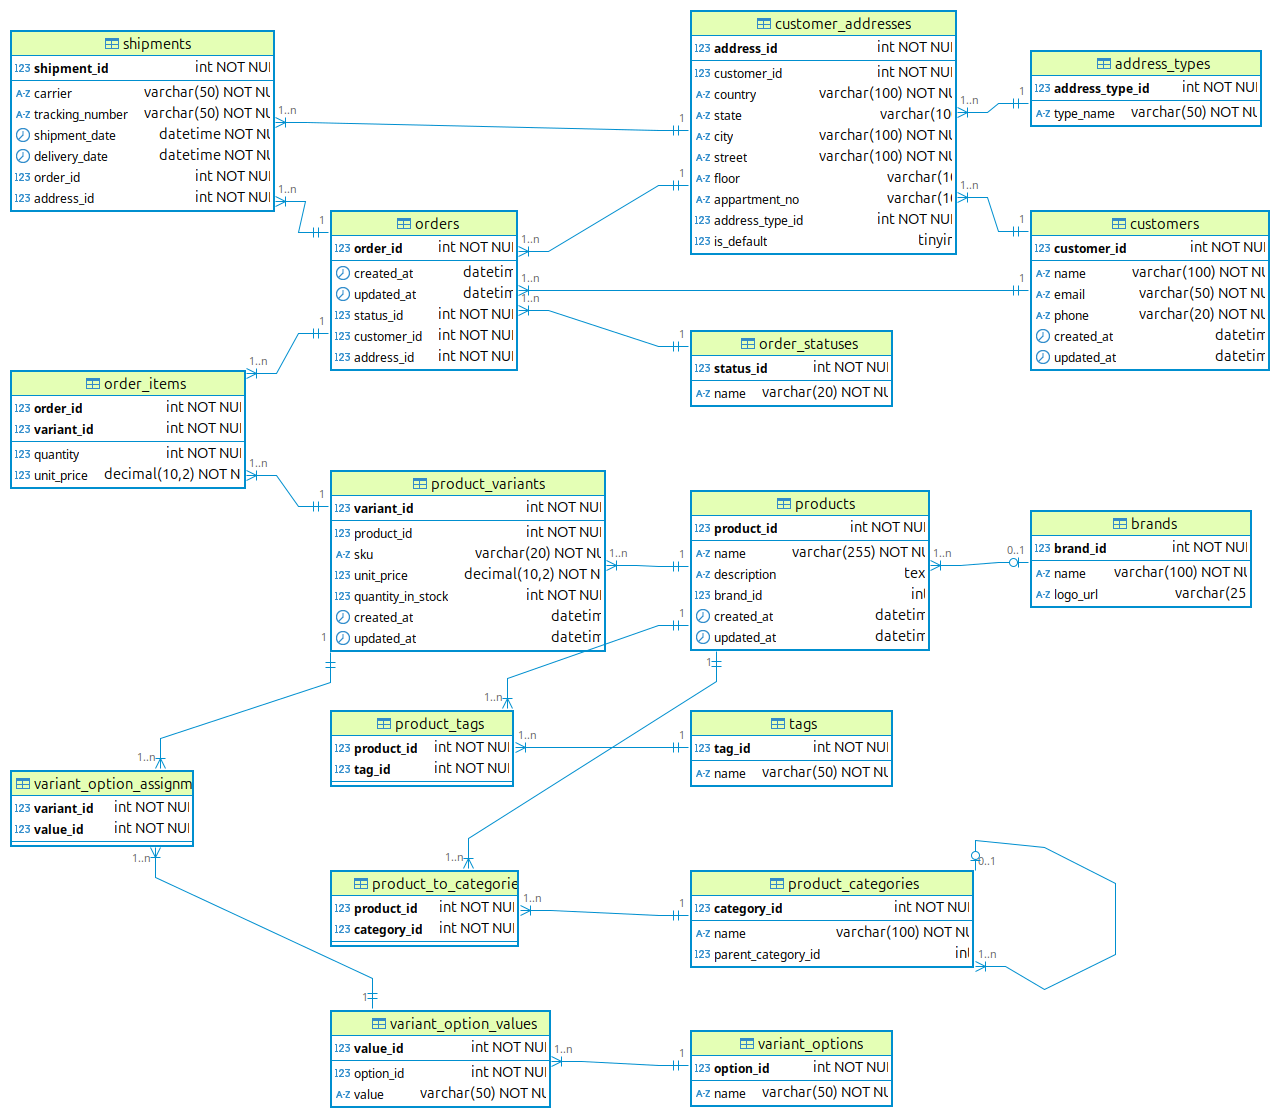 shipments
123 shipment_id int NOT NUI
A-Z carrier varchar(50) NOT NU
A-Z tracking_number varchar(50) NOT NU
shipment_date datetime NOT NU
delivery_date datetime NOT NU
123 order_id int NOT NUI
123 address_id int NOT NUI
1..n
1
1..n
1
customer_addresses
123 address_id int NOT NUI
123 customer_id int NOT NUI
A-Z country varchar(100) NOT NU
A-Z state varchar(10
A-Z city varchar(100) NOT NU
A-Z street varchar(100) NOT NU
A-Z floor varchar(1
A-Z appartment_no varchar(1
123 address_type_id int NOT NUI
123 is_default tinyin
1..n
1
1..n
1
address_types
123 address_type_id int NOT NUI
A-Z type_name varchar(50) NOT NU
orders
123 order_id int NOT NUI
created_at datetim
updated_at datetim
123 status_id int NOT NUI
123 customer_id int NOT NUI
123 address_id int NOT NUI
1..n
1
1..n
1
1..n
1
customers
123 customer_id int NOT NUI
A-Z name varchar(100) NOT NU
A-Z email varchar(50) NOT NU
A-Z phone varchar(20) NOT NU
created_at datetim
updated_at datetim
order_statuses
123 status_id int NOT NUI
A-Z name varchar(20) NOT NU
order_items
123 order_id int NOT NUI
123 variant_id int NOT NUI
123 quantity int NOT NUI
123 unit_price decimal(10,2) NOT N
1..n
1
1..n
1
product_variants
123 variant_id int NOT NUI
123 product_id int NOT NUI
A-Z sku varchar(20) NOT NU
123 unit_price decimal(10,2) NOT N
123 quantity_in_stock int NOT NUI
created_at datetim
updated_at datetim
1..n
1
products
123 product_id int NOT NUI
A-Z name varchar(255) NOT NU
A-Z description tex
123 brand_id int
created_at datetim
updated_at datetim
1..n
0..1
brands
123 brand_id int NOT NUI
A-Z name varchar(100) NOT NU
A-Z logo_url varchar(25
1
1..n
1
1..n
1
1..n
product_tags
123 product_id int NOT NUI
123 tag_id int NOT NUI
1..n
1
tags
123 tag_id int NOT NUI
A-Z name varchar(50) NOT NU
variant_option_assignm
123 variant_id int NOT NUI
123 value_id int NOT NUI
1..n
1
product_to_categorie
123 product_id int NOT NUI
123 category_id int NOT NUI
1..n
1
product_categories
123 category_id int NOT NUI
A-Z name varchar(100) NOT NU
123 parent_category_id int
0..1
1..n
variant_option_values
123 value_id int NOT NUI
123 option_id int NOT NUI
A-Z value varchar(50) NOT NU
1..n
1
variant_options
123 option_id int NOT NUI
A-Z name varchar(50) NOT NU